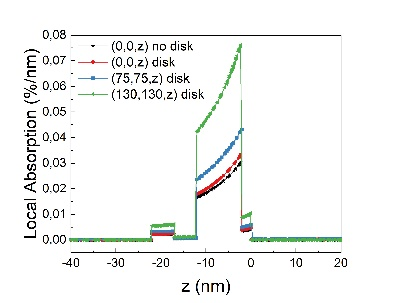 0,08
0,07
0,06
0,05
0,04
0,03
0,02
0,01
0,00
Local Absorption (%/nm)
(0,0,z) no disk
(0,0,z) disk
(75,75,z) disk
(130,130,z) disk
-40 -30 -20 -10 0 10 20
z (nm)